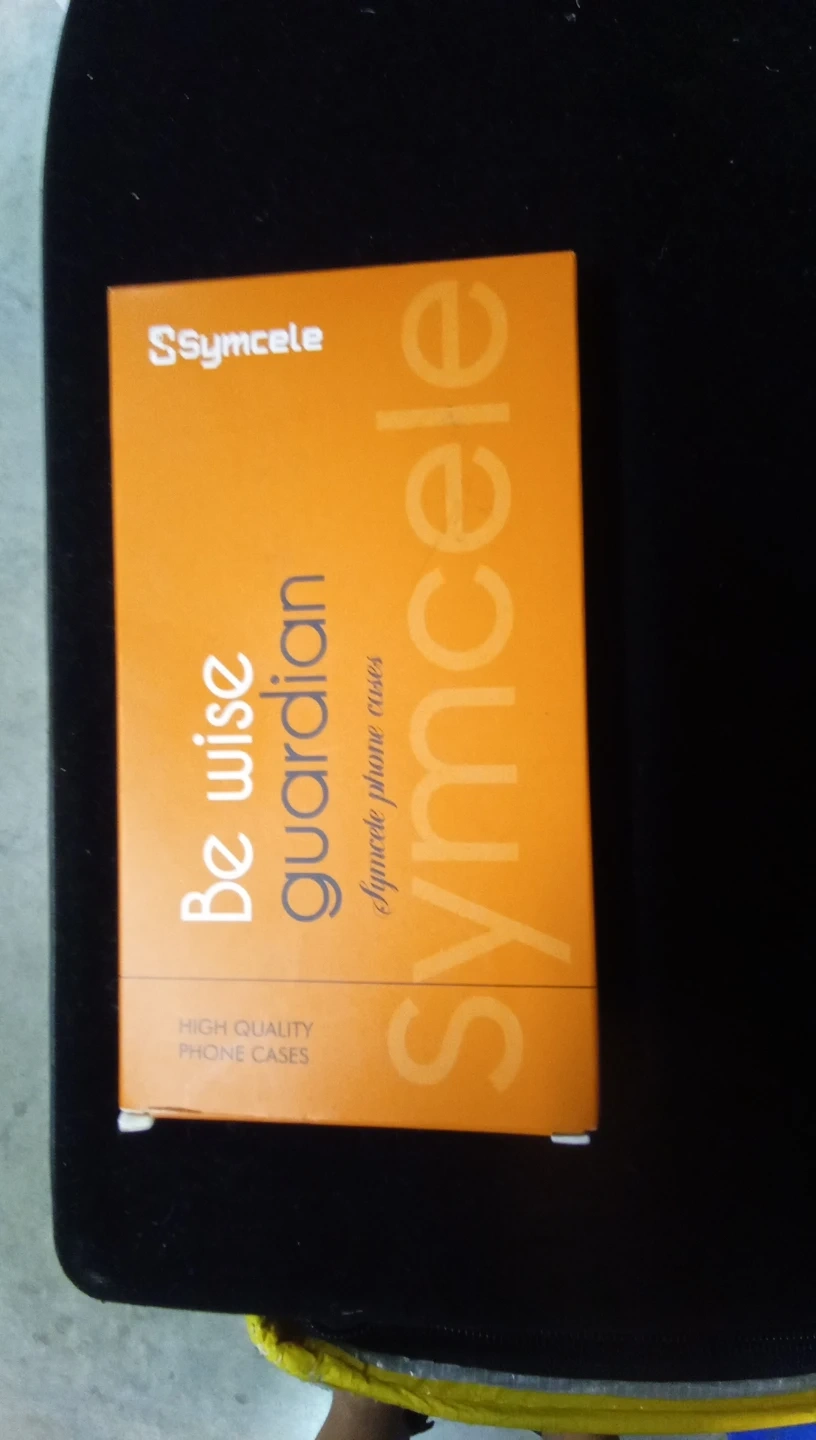 Symcele
Be wise
guardian
Symcele phone cases
HIGH QUALITY
PHONE CASES
Symcele